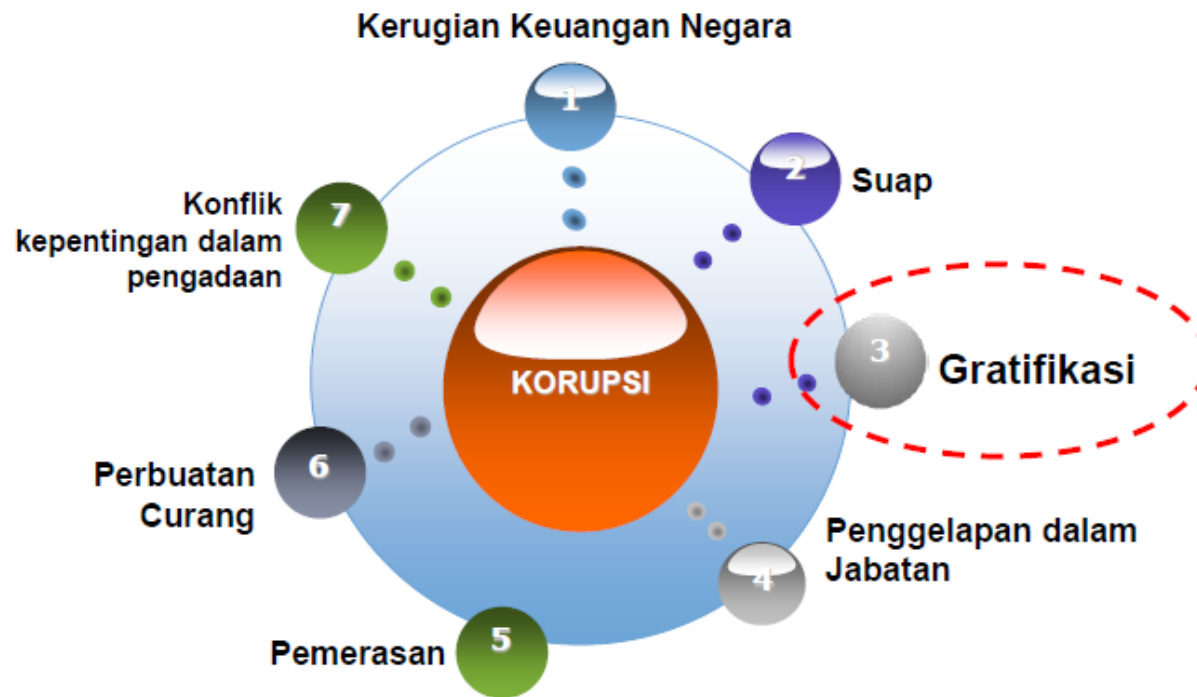 Kerugian Keuangan Negara
1
2
Suap
7
Konflik
kepentingan dalam
pengadaan
3
Gratifikasi
KORUPSI
6
Perbuatan
Curang
4
Penggelapan dalam
Jabatan
5
Pemerasan